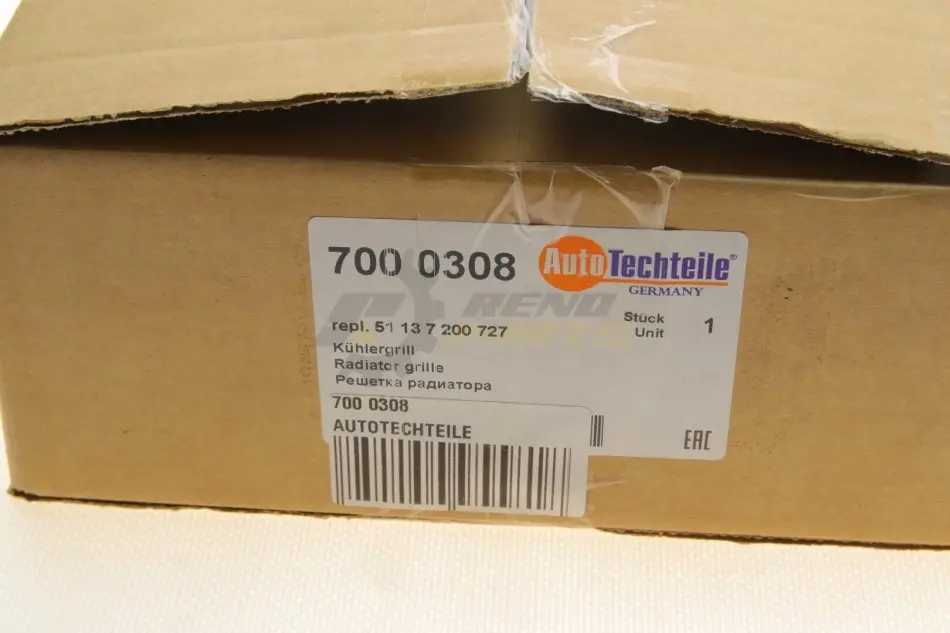 700 0308
AutoTechteile®
GERMANY
repl. 51 13 7 200 727
Stück
Unit
1
Kühlergrill
Radiator grille
Решетка радиатора
EAC
700 0308
AUTOTECHTEILE
RENO
PARTS